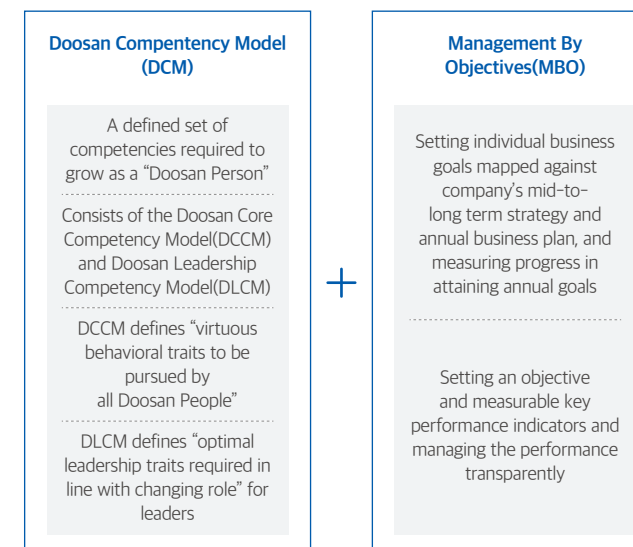 Doosan Compentency Model
(DCM)
A defined set of
competencies required to
grow as a “Doosan Person”
Consists of the Doosan Core
Competency Model(DCCM)
and Doosan Leadership
Competency Model(DLCM)
DCCM defines “virtuous
behavioral traits to be
pursued by
all Doosan People”
DLCM defines “optimal
leadership traits required in
line with changing role” for
leaders
+
Management By
Objectives(MBO)
Setting individual business
goals mapped against
company’s mid-to-
long term strategy and
annual business plan, and
measuring progress in
attaining annual goals
Setting an objective
and measurable key
performance indicators and
managing the performance
transparently